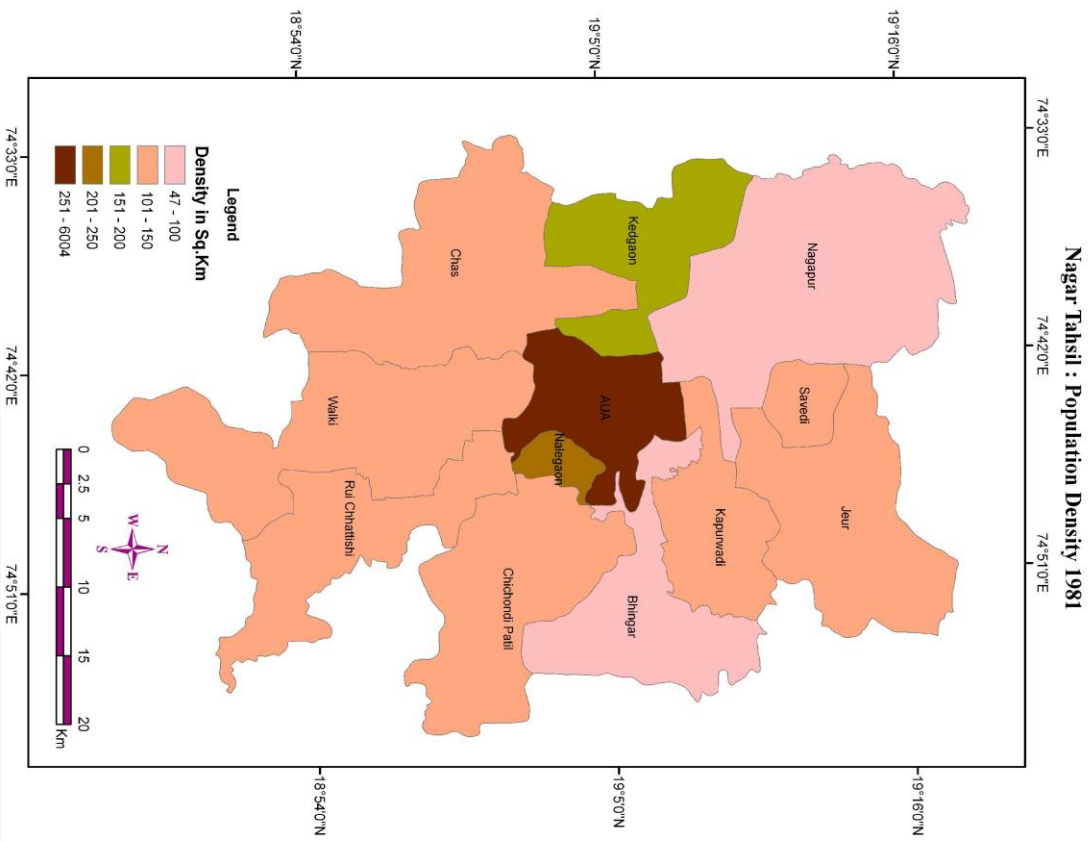 Nagar Tahsil : Population Density 1981
74°33'0"E
74°42'0"E
74°51'0"E
19°16'0"N
19°16'0"N
19°5'0"N
19°5'0"N
18°54'0"N
18°54'0"N
Nagapur
Savedi
Jeur
Kapurwadi
Kedgaon
AUA
Nalegaon
Bhingar
Chas
Chichondi Patil
Walki
Rui Chhattishi
Legend
Density in Sq.Km
47 - 100
101 - 150
151 - 200
201 - 250
251 - 6004
N
W
E
S
0 2.5 5 10 15 20
Km
74°33'0"E
74°42'0"E
74°51'0"E